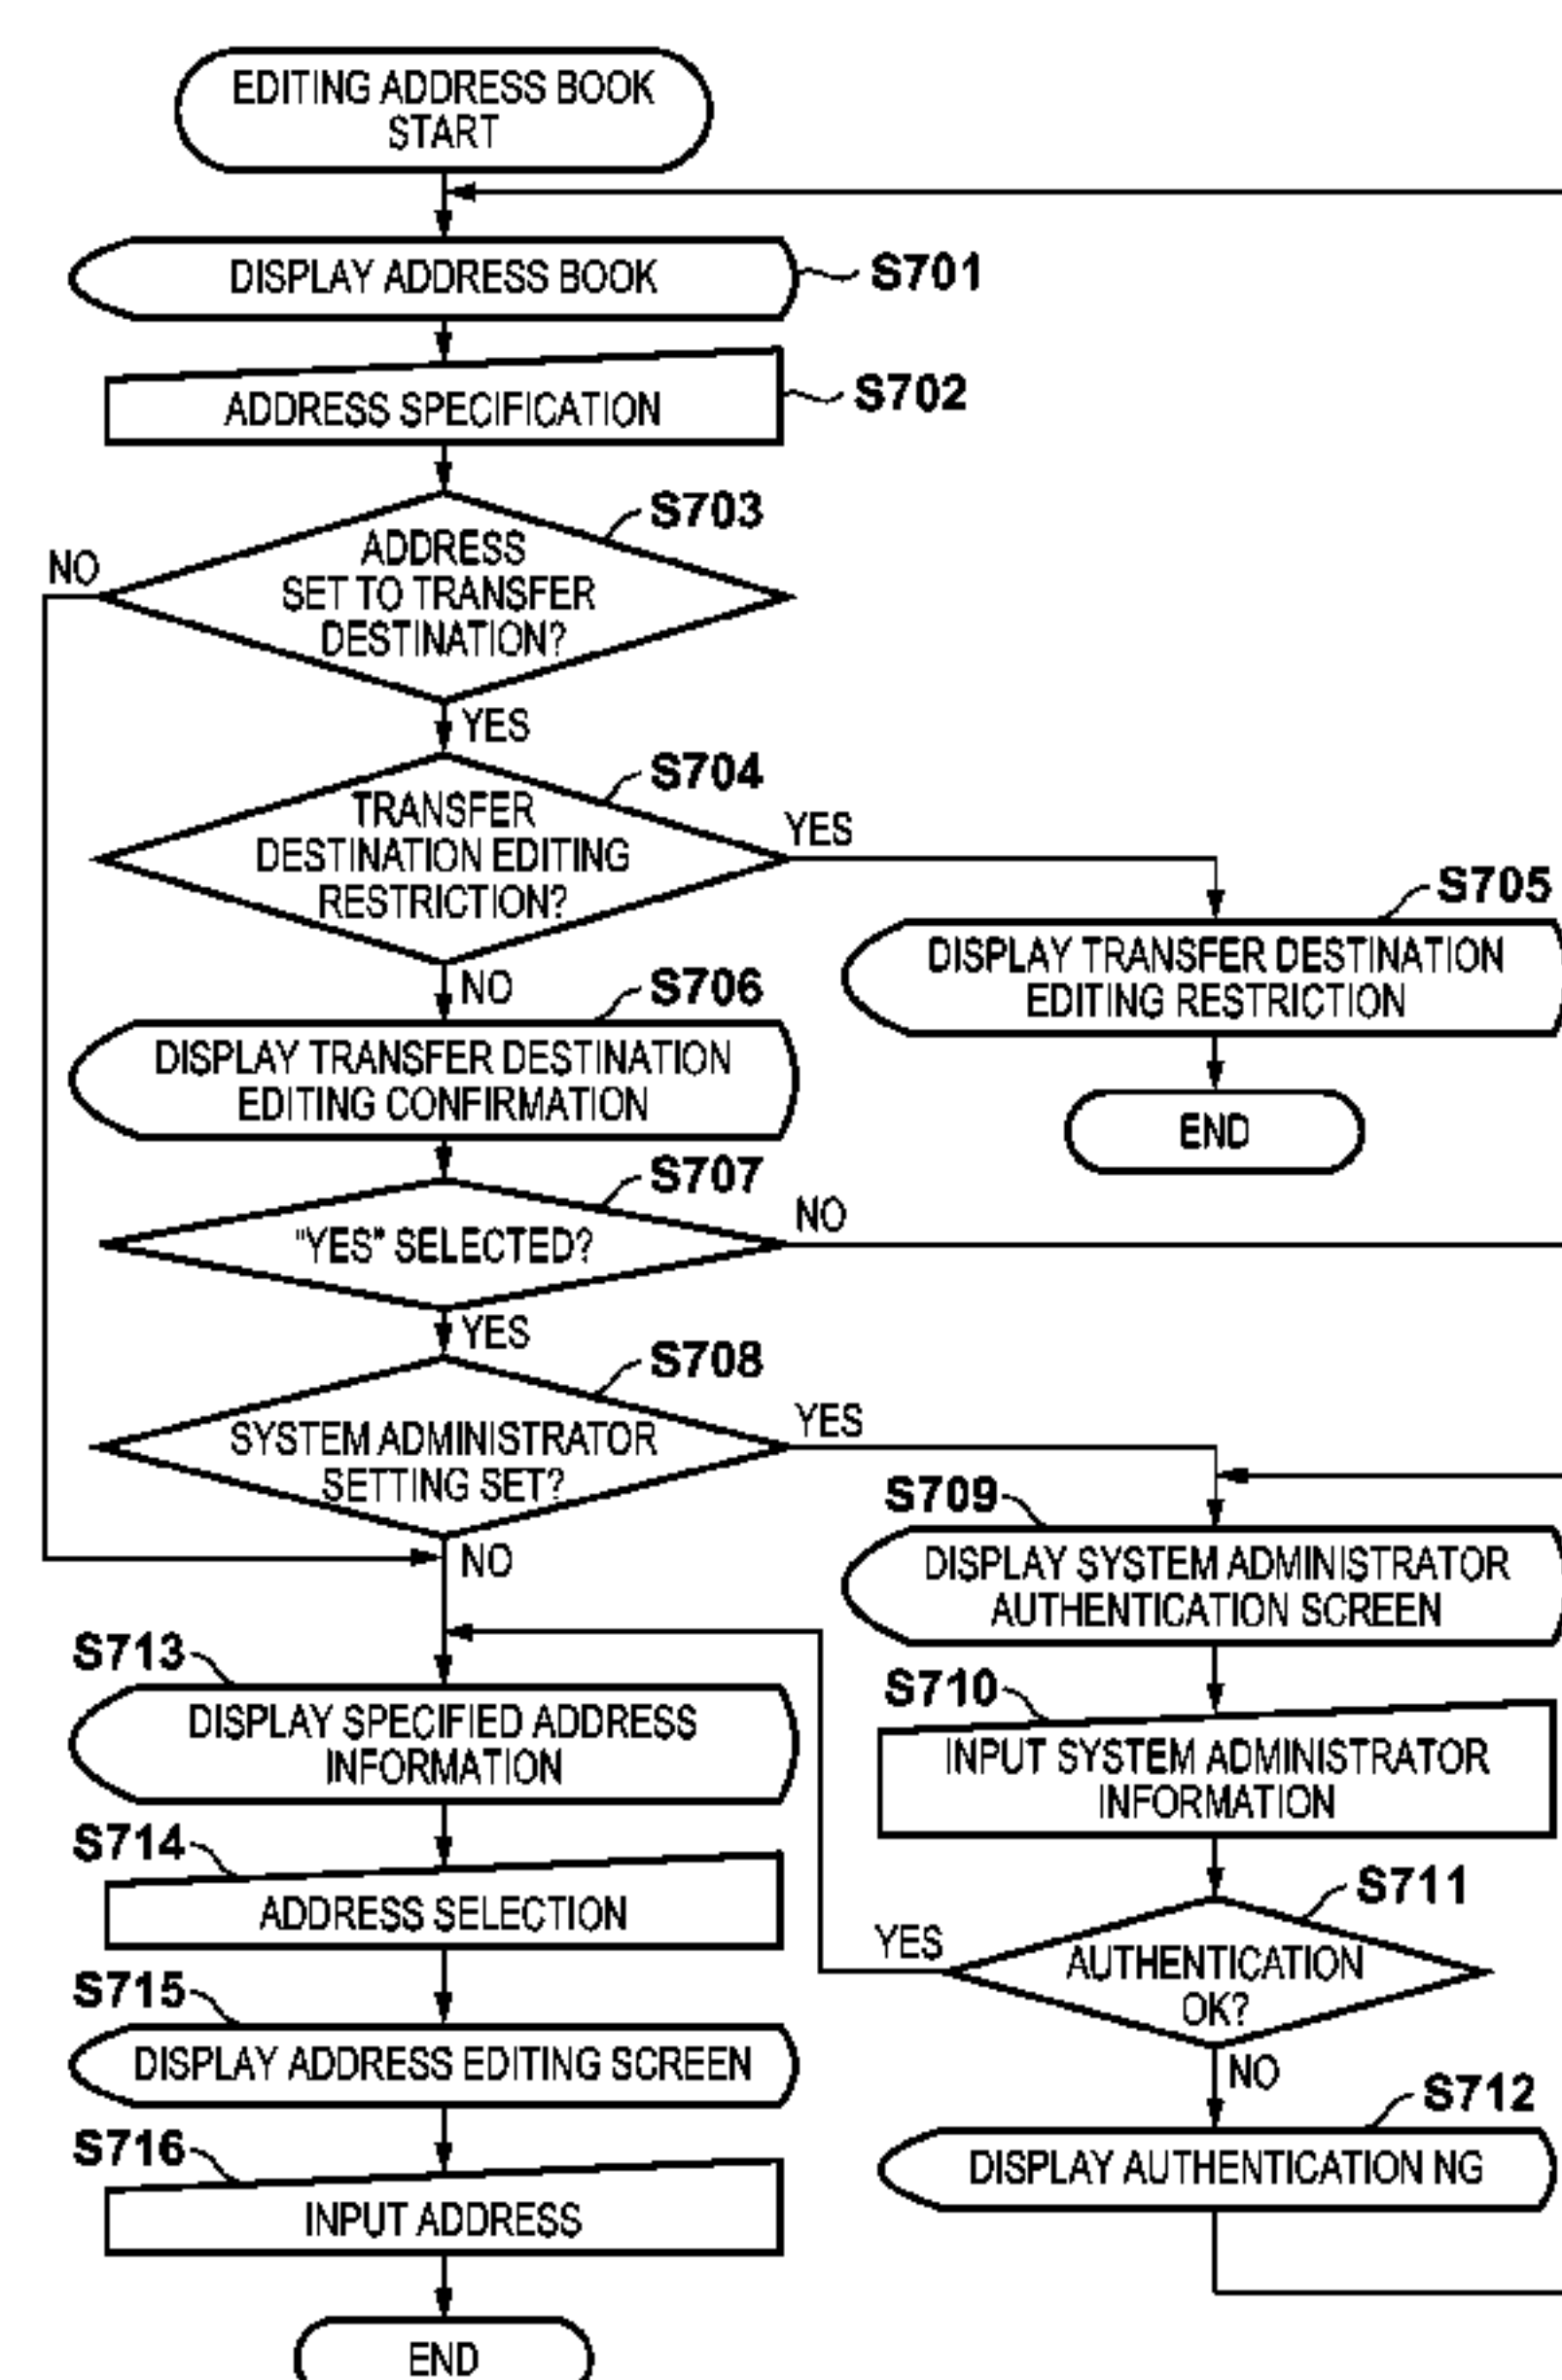 EDITING ADDRESS BOOK
START
DISPLAY ADDRESS BOOK
S701
ADDRESS SPECIFICATION
S702
S703
ADDRESS
SET TO TRANSFER
DESTINATION?
NO
YES
S704
TRANSFER
DESTINATION EDITING
RESTRICTION?
YES
S705
DISPLAY TRANSFER DESTINATION
EDITING RESTRICTION
END
NO
S706
DISPLAY TRANSFER DESTINATION
EDITING CONFIRMATION
S707
"YES" SELECTED?
NO
YES
S708
SYSTEM ADMINISTRATOR
SETTING SET?
YES
NO
S709
DISPLAY SYSTEM ADMINISTRATOR
AUTHENTICATION SCREEN
S710
INPUT SYSTEM ADMINISTRATOR
INFORMATION
S711
AUTHENTICATION
OK?
YES
NO
S712
DISPLAY AUTHENTICATION NG
S713
DISPLAY SPECIFIED ADDRESS
INFORMATION
S714
ADDRESS SELECTION
S715
DISPLAY ADDRESS EDITING SCREEN
S716
INPUT ADDRESS
END